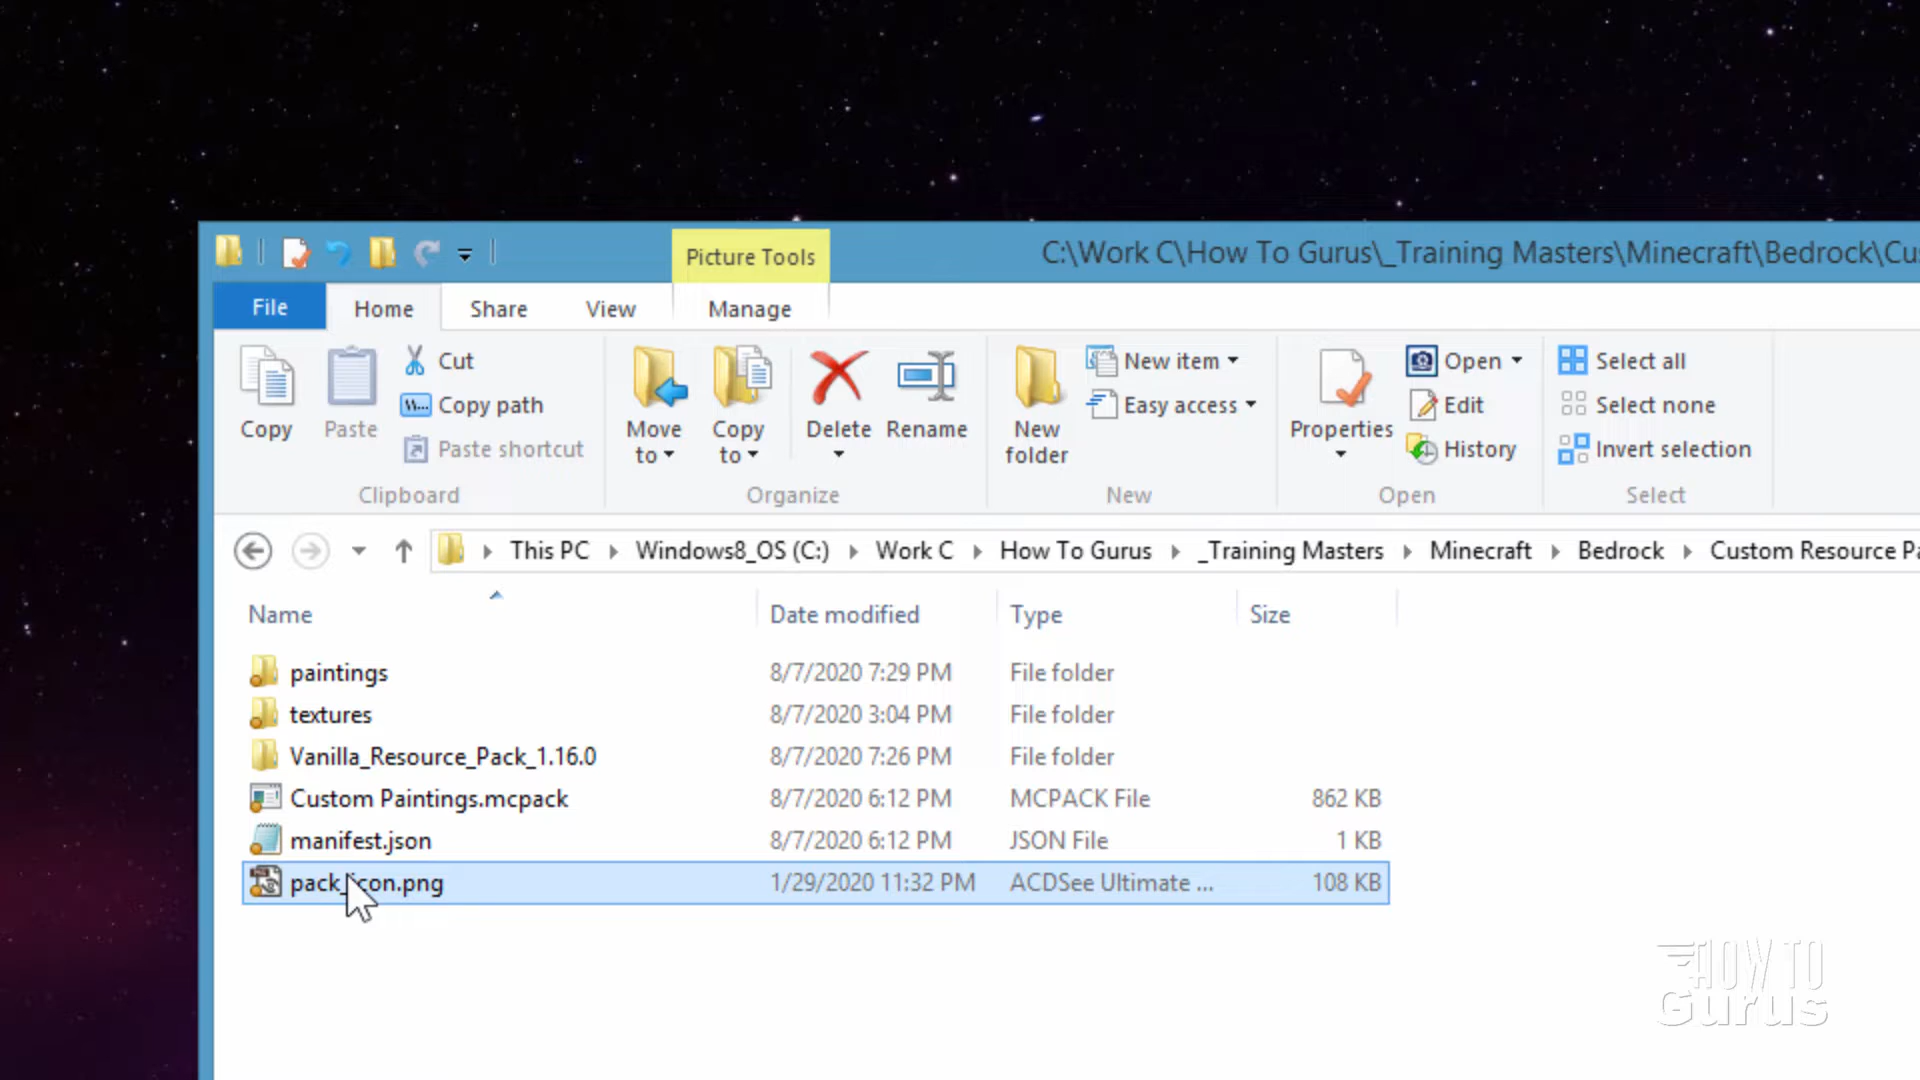 Picture Tools
C:\Work C\How To Gurus\_Training Masters\Minecraft\Bedrock\Cus
File Home Share View Manage
Copy
Paste
Cut
Copy path
Paste shortcut
Clipboard
Move to
Copy to
Delete
Rename
Organize
New folder
New item
Easy access
New
Properties
Open
Edit
History
Open
Select all
Select none
Invert selection
Select
This PC Windows8_OS (C:) Work C How To Gurus _Training Masters Minecraft Bedrock Custom Resource Pa
Name Date modified Type Size
paintings 8/7/2020 7:29 PM File folder
textures 8/7/2020 3:04 PM File folder
Vanilla_Resource_Pack_1.16.0 8/7/2020 7:26 PM File folder
Custom Paintings.mcpack 8/7/2020 6:12 PM MCPACK File 862 KB
manifest.json 8/7/2020 6:12 PM JSON File 1 KB
pack_icon.png 1/29/2020 11:32 PM ACDSee Ultimate ... 108 KB
HOW TO
Gurus